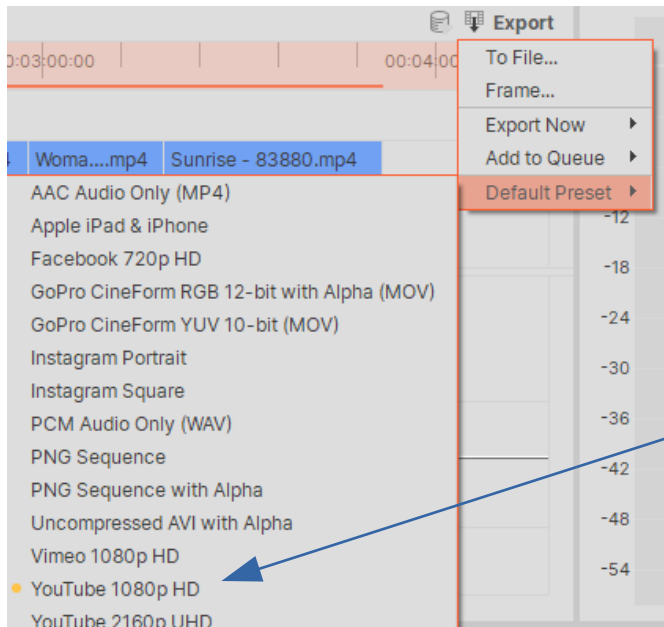 Export
0:03:00:00
00:04:00
To File...
Frame...
Export Now
Add to Queue
Default Preset
Woma....mp4
Sunrise - 83880.mp4
AAC Audio Only (MP4)
Apple iPad & iPhone
Facebook 720p HD
GoPro CineForm RGB 12-bit with Alpha (MOV)
GoPro CineForm YUV 10-bit (MOV)
Instagram Portrait
Instagram Square
PCM Audio Only (WAV)
PNG Sequence
PNG Sequence with Alpha
Uncompressed AVI with Alpha
Vimeo 1080p HD
YouTube 1080p HD
YouTube 2160p UHD
-12
-18
-24
-30
-36
-42
-48
-54